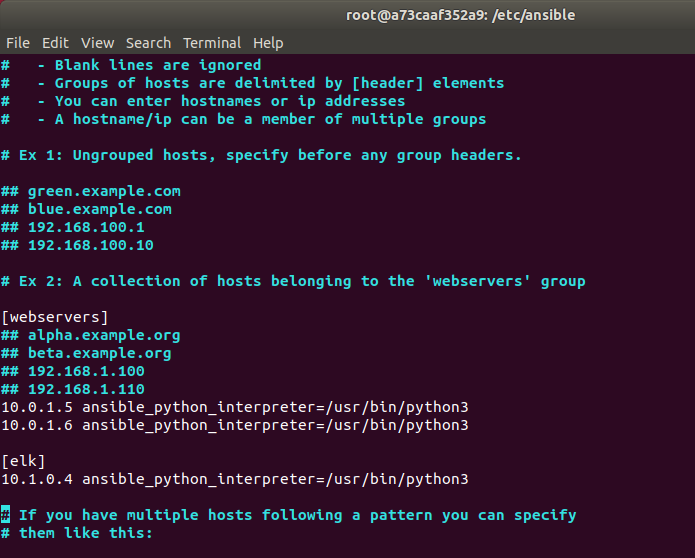 root@a73caaf352a9: /etc/ansible
File Edit View Search Terminal Help
#   - Blank lines are ignored
#   - Groups of hosts are delimited by [header] elements
#   - You can enter hostnames or ip addresses
#   - A hostname/ip can be a member of multiple groups
# Ex 1: Ungrouped hosts, specify before any group headers.
## green.example.com
## blue.example.com
## 192.168.100.1
## 192.168.100.10
# Ex 2: A collection of hosts belonging to the 'webservers' group
[webservers]
## alpha.example.org
## beta.example.org
## 192.168.1.100
## 192.168.1.110
10.0.1.5 ansible_python_interpreter=/usr/bin/python3
10.0.1.6 ansible_python_interpreter=/usr/bin/python3
[elk]
10.1.0.4 ansible_python_interpreter=/usr/bin/python3
# If you have multiple hosts following a pattern you can specify
# them like this: